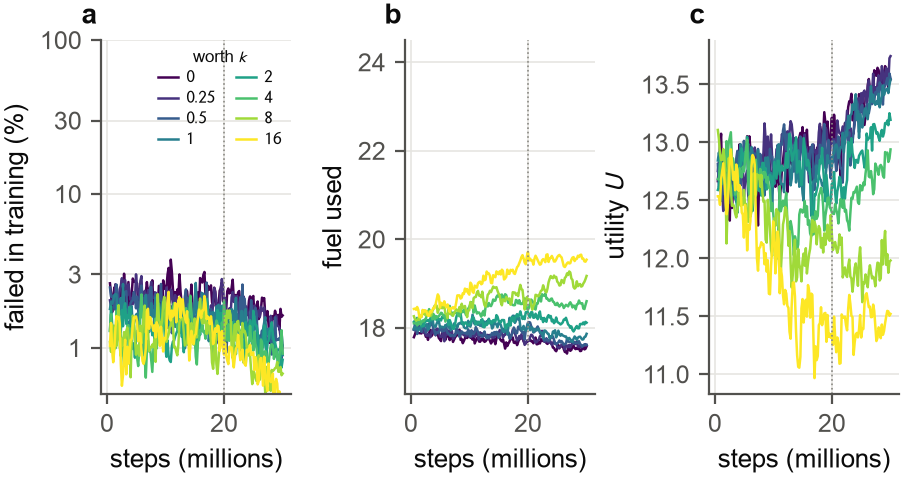 a
failed in training (%)
100
30
10
3
1
worth k
0
0.25
0.5
1
2
4
8
16
0
20
steps (millions)
b
fuel used
24
22
20
18
0
20
steps (millions)
c
utility U
13.5
13.0
12.5
12.0
11.5
11.0
0
20
steps (millions)